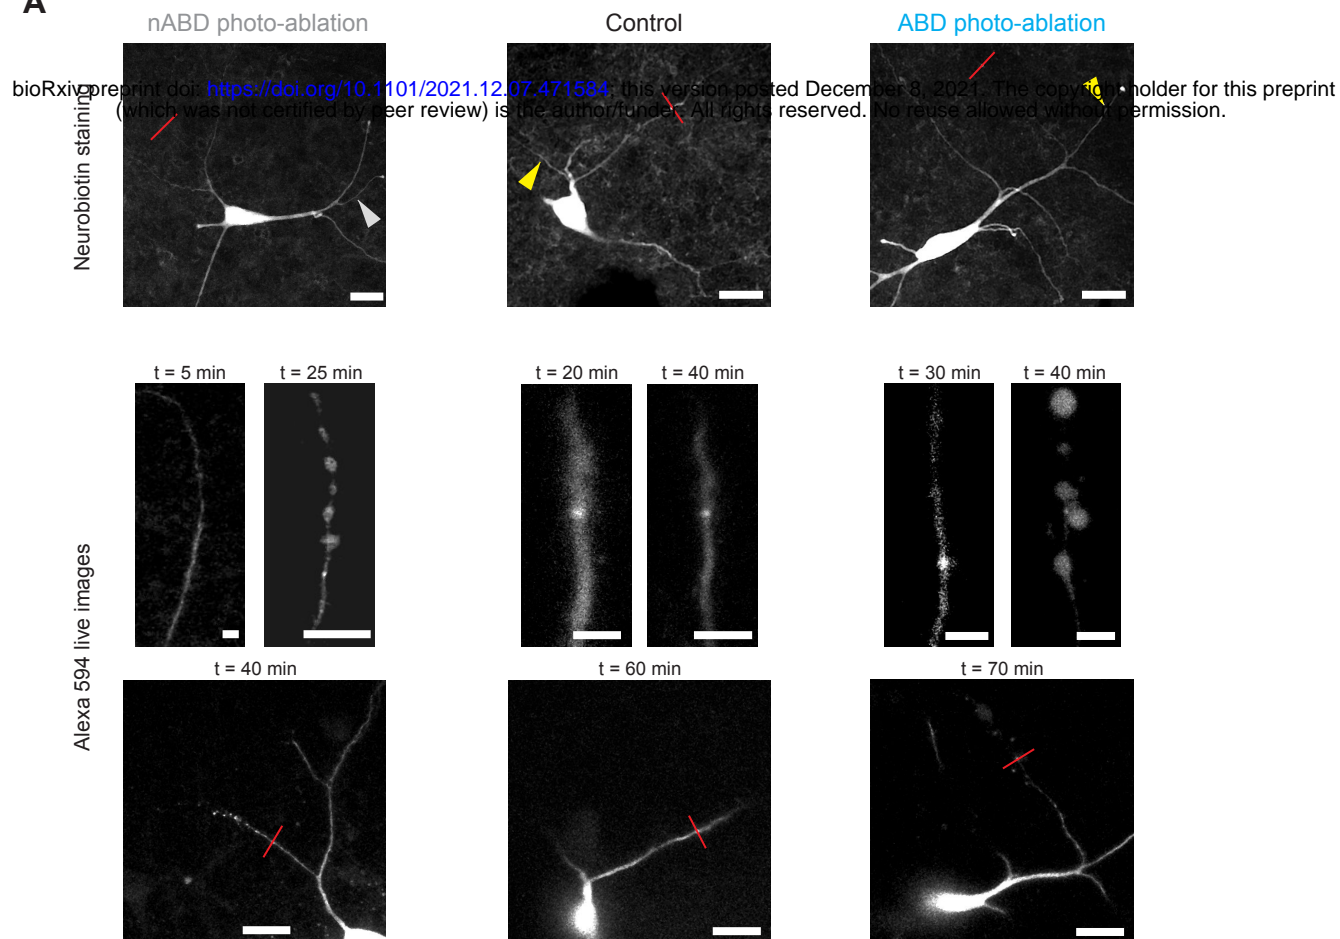 A
nABD photo-ablation
Control
ABD photo-ablation
bioRxiv preprint doi: https://doi.org/10.1101/2021.12.07.471584; this version posted December 8, 2021. The copyright holder for this preprint
(which was not certified by peer review) is the author/funder. All rights reserved. No reuse allowed without permission.
Neurobiotin staining
t = 5 min
t = 25 min
t = 20 min
t = 40 min
t = 30 min
t = 40 min
Alexa 594 live images
t = 40 min
t = 60 min
t = 70 min